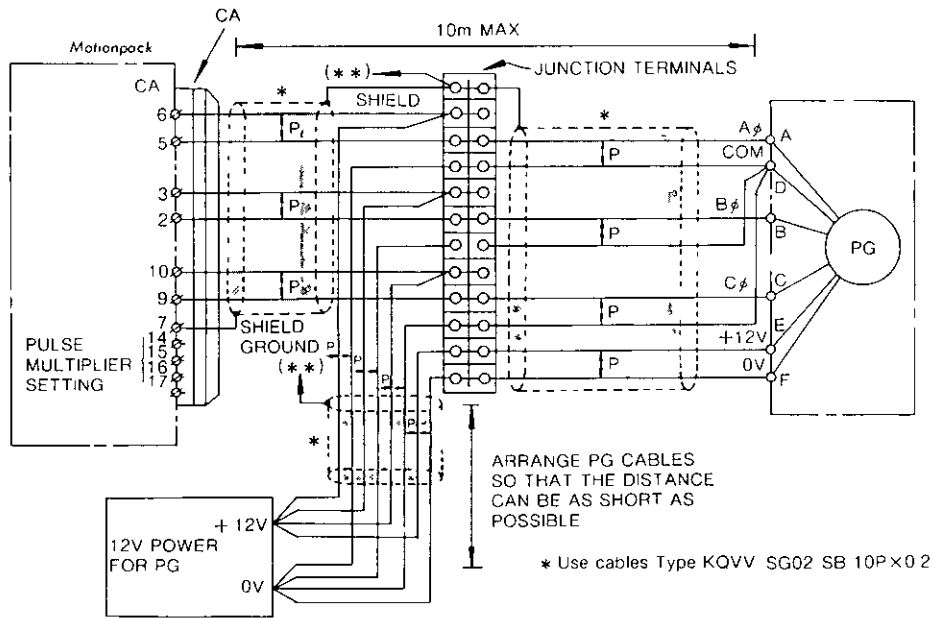 CA
10m MAX
Motionpack
(**)
JUNCTION TERMINALS
*
CA
SHIELD
*
6
P
Aϕ
A
5
P
COM
D
3
P
Bϕ
2
P
B
PG
10
Cϕ
C
9
P
P
E
7
SHIELD
GROUND
(**)
+12V
14
15
16
17
PULSE
MULTIPLIER
SETTING
P
P
P
P
P
0V
F
*
ARRANGE PG CABLES
SO THAT THE DISTANCE
CAN BE AS SHORT AS
POSSIBLE
+ 12V
12V POWER
FOR PG
0V
* Use cables Type KQVV SG02 SB 10P×0 2